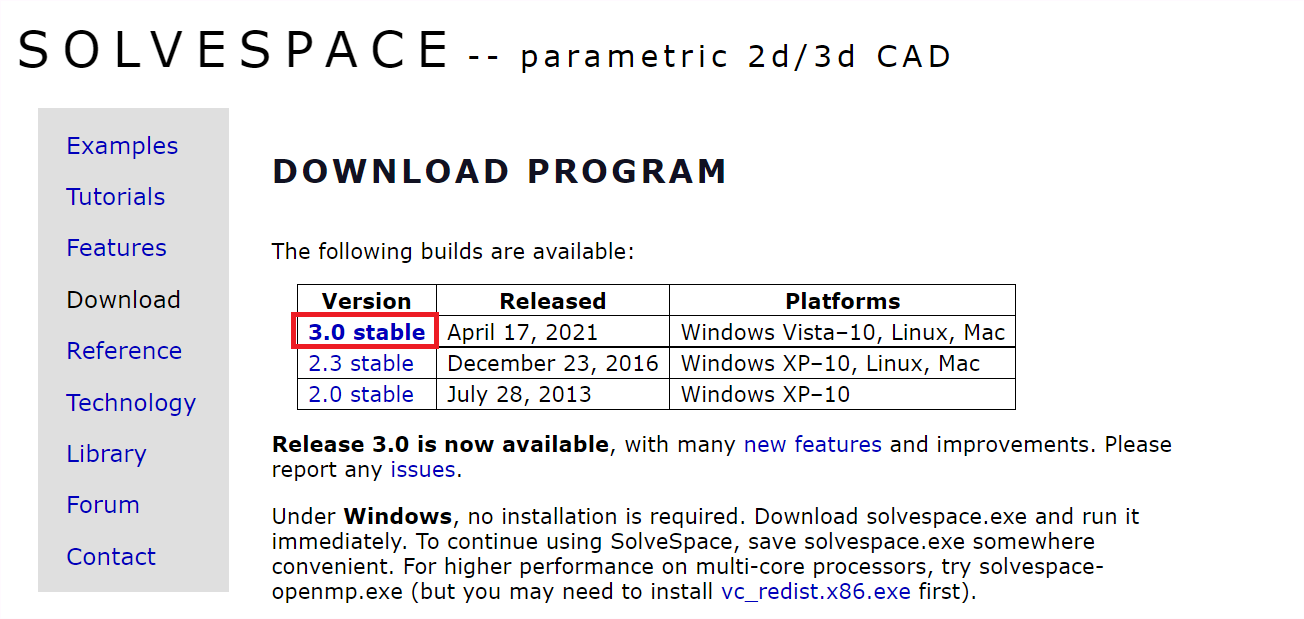 SOLVESPACE -- parametric 2d/3d CAD
Examples
Tutorials
Features
Download
Reference
Technology
Library
Forum
Contact
DOWNLOAD PROGRAM
The following builds are available:
Version Released Platforms
3.0 stable April 17, 2021 Windows Vista–10, Linux, Mac
2.3 stable December 23, 2016 Windows XP–10, Linux, Mac
2.0 stable July 28, 2013 Windows XP–10
Release 3.0 is now available, with many new features and improvements. Please
report any issues.
Under Windows, no installation is required. Download solvespace.exe and run it
immediately. To continue using SolveSpace, save solvespace.exe somewhere
convenient. For higher performance on multi-core processors, try solvespace-
openmp.exe (but you may need to install vc_redist.x86.exe first).